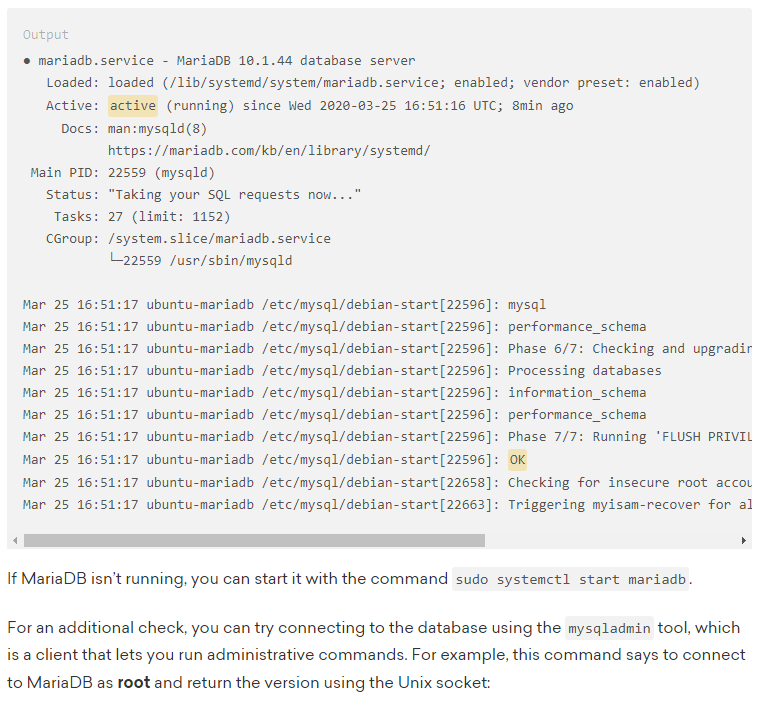 Output
● mariadb.service - MariaDB 10.1.44 database server
   Loaded: loaded (/lib/systemd/system/mariadb.service; enabled; vendor preset: enabled)
   Active: active (running) since Wed 2020-03-25 16:51:16 UTC; 8min ago
     Docs: man:mysqld(8)
           https://mariadb.com/kb/en/library/systemd/
 Main PID: 22559 (mysqld)
   Status: "Taking your SQL requests now..."
    Tasks: 27 (limit: 1152)
   CGroup: /system.slice/mariadb.service
           └─22559 /usr/sbin/mysqld
Mar 25 16:51:17 ubuntu-mariadb /etc/mysql/debian-start[22596]: mysql
Mar 25 16:51:17 ubuntu-mariadb /etc/mysql/debian-start[22596]: performance_schema
Mar 25 16:51:17 ubuntu-mariadb /etc/mysql/debian-start[22596]: Phase 6/7: Checking and upgradin
Mar 25 16:51:17 ubuntu-mariadb /etc/mysql/debian-start[22596]: Processing databases
Mar 25 16:51:17 ubuntu-mariadb /etc/mysql/debian-start[22596]: information_schema
Mar 25 16:51:17 ubuntu-mariadb /etc/mysql/debian-start[22596]: performance_schema
Mar 25 16:51:17 ubuntu-mariadb /etc/mysql/debian-start[22596]: Phase 7/7: Running 'FLUSH PRIVIL
Mar 25 16:51:17 ubuntu-mariadb /etc/mysql/debian-start[22596]: OK
Mar 25 16:51:17 ubuntu-mariadb /etc/mysql/debian-start[22658]: Checking for insecure root accou
Mar 25 16:51:17 ubuntu-mariadb /etc/mysql/debian-start[22663]: Triggering myisam-recover for al
If MariaDB isn't running, you can start it with the command sudo systemctl start mariadb.
For an additional check, you can try connecting to the database using the mysqladmin tool, which
is a client that lets you run administrative commands. For example, this command says to connect
to MariaDB as root and return the version using the Unix socket: